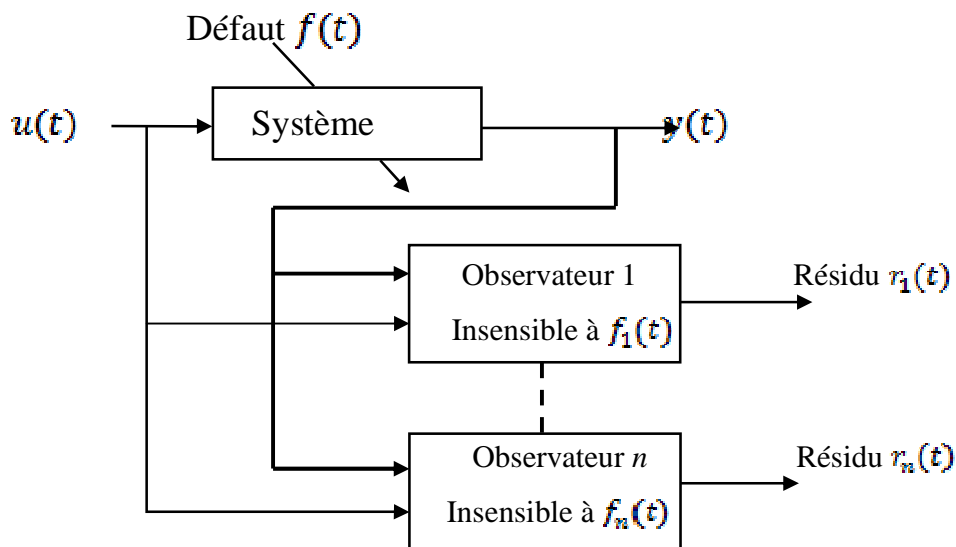 Défaut f(t)
u(t)
Système
y(t)
Observateur 1
Insensible à f₁(t)
Résidu r₁(t)
Observateur n
Insensible à fₙ(t)
Résidu rₙ(t)